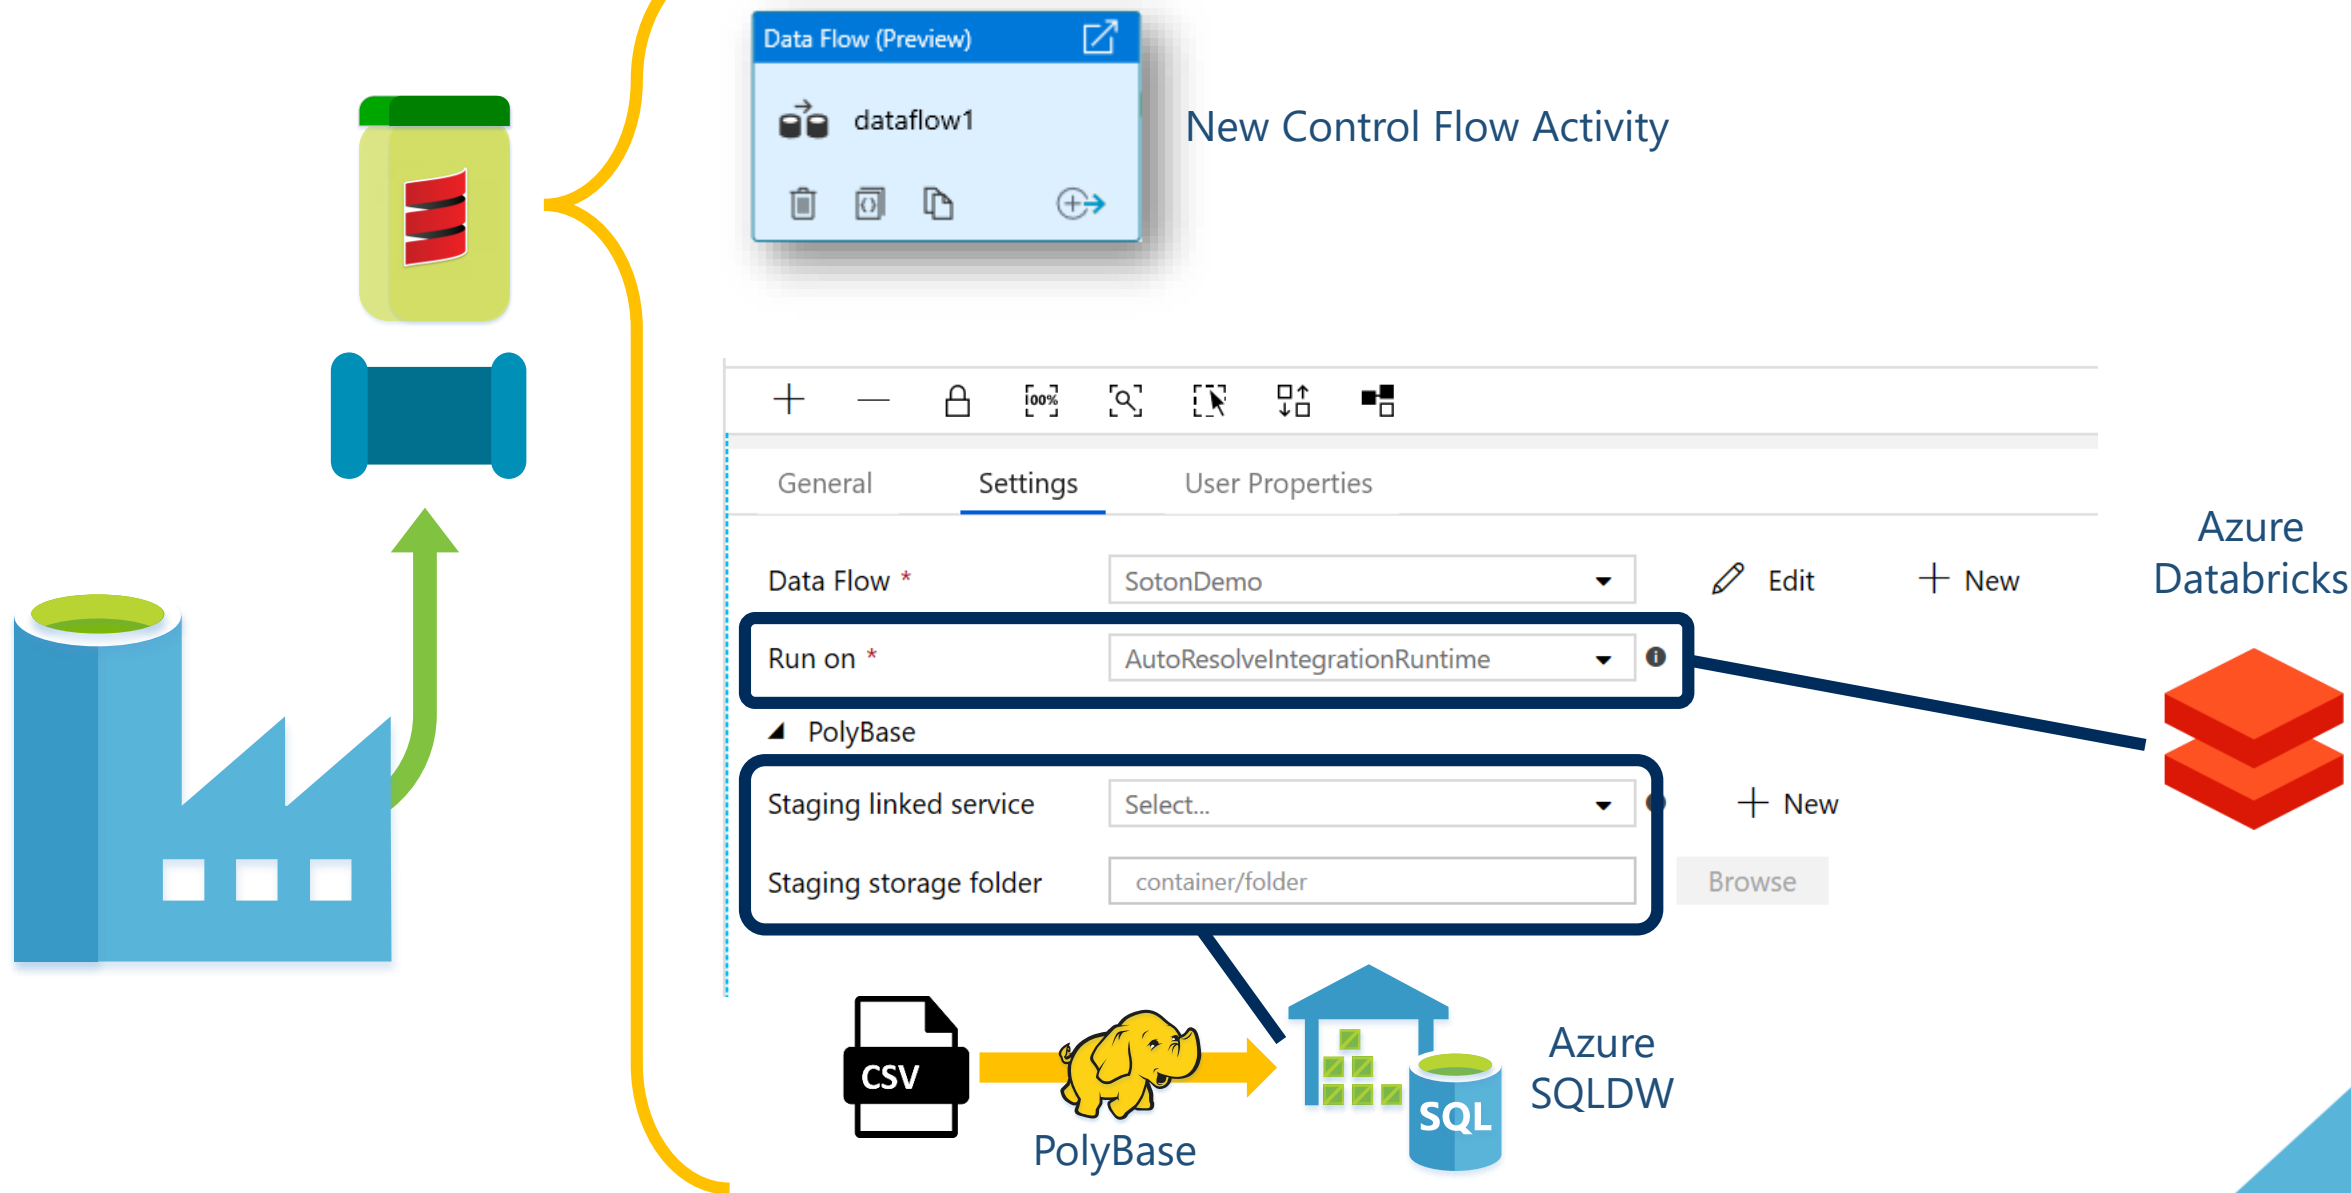 Data Flow (Preview)
dataflow1
New Control Flow Activity
100%
General Settings User Properties
Data Flow * SotonDemo Edit New
Run on * AutoResolveIntegrationRuntime
PolyBase
Staging linked service Select... New
Staging storage folder container/folder Browse
Azure
Databricks
CSV
PolyBase
SQL
Azure
SQLDW